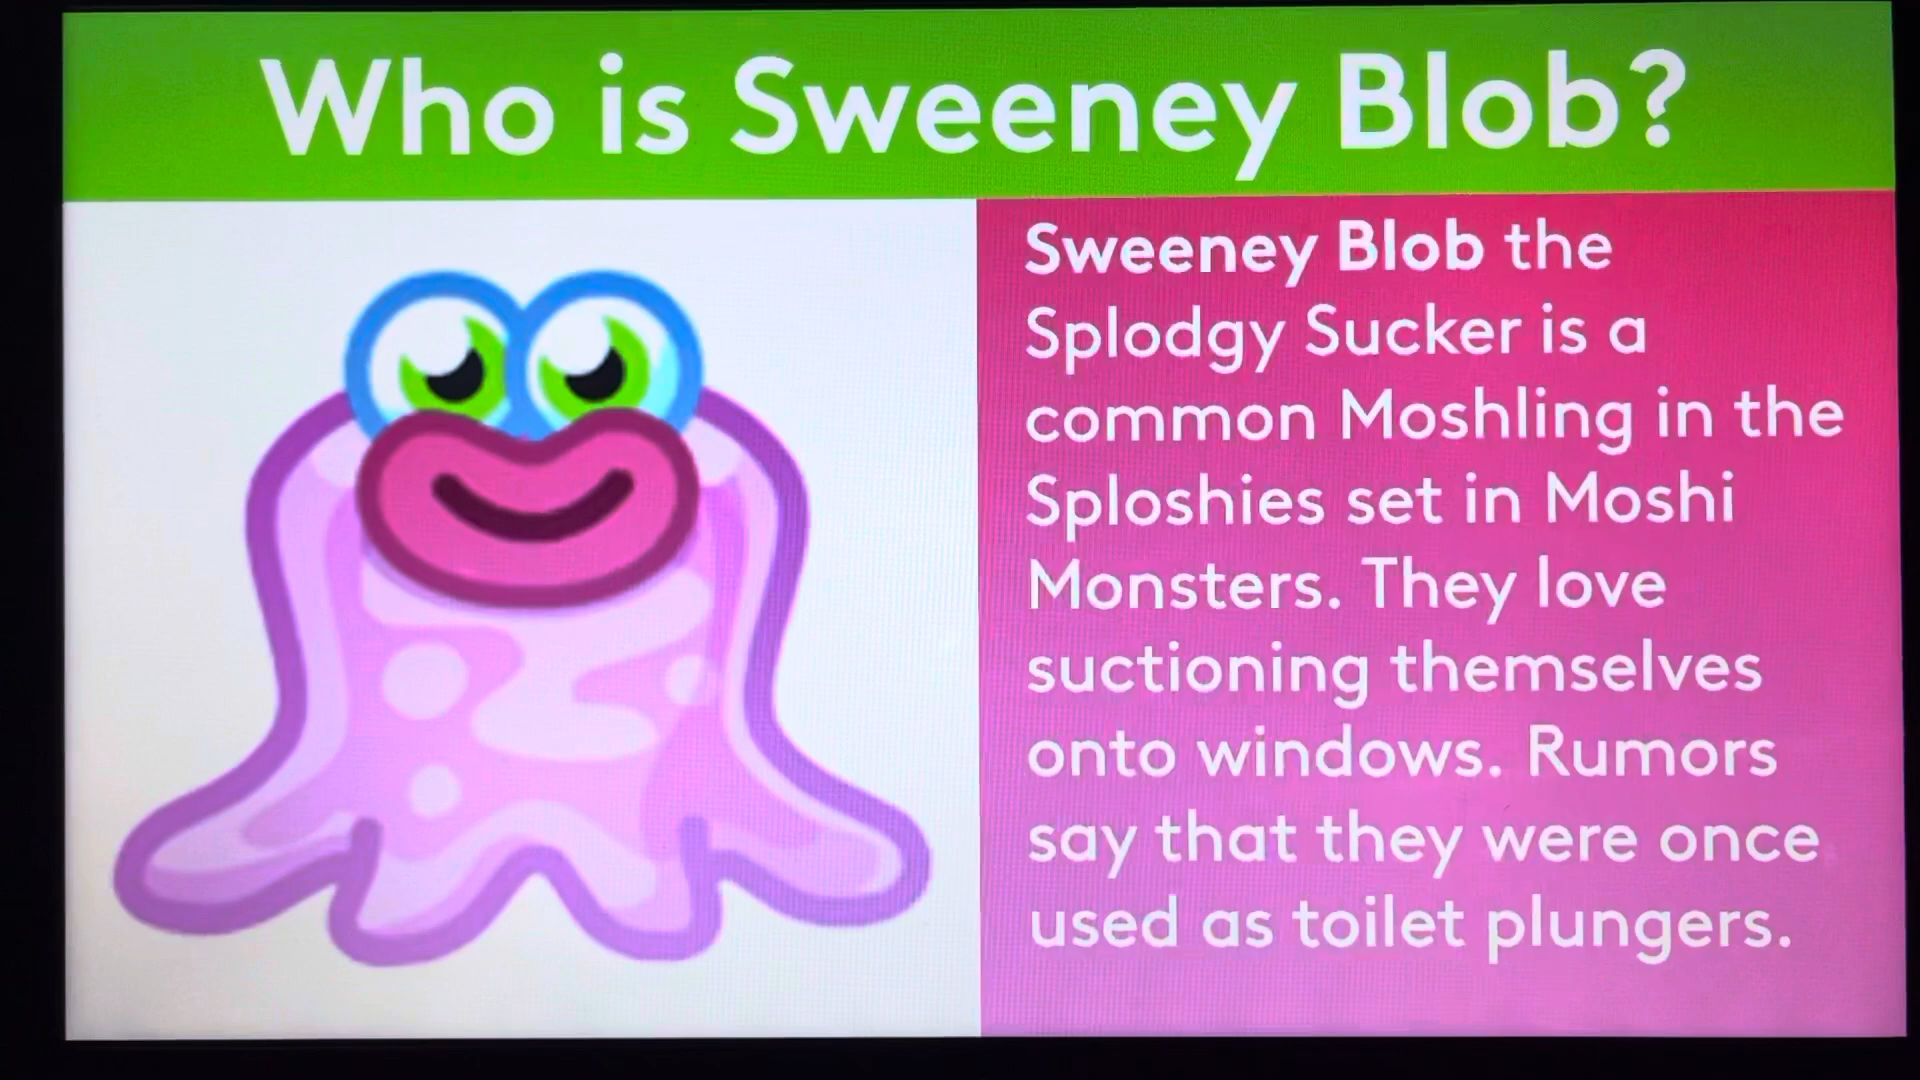 Who is Sweeney Blob?
Sweeney Blob the
Splodgy Sucker is a
common Moshling in the
Sploshies set in Moshi
Monsters. They love
suctioning themselves
onto windows. Rumors
say that they were once
used as toilet plungers.